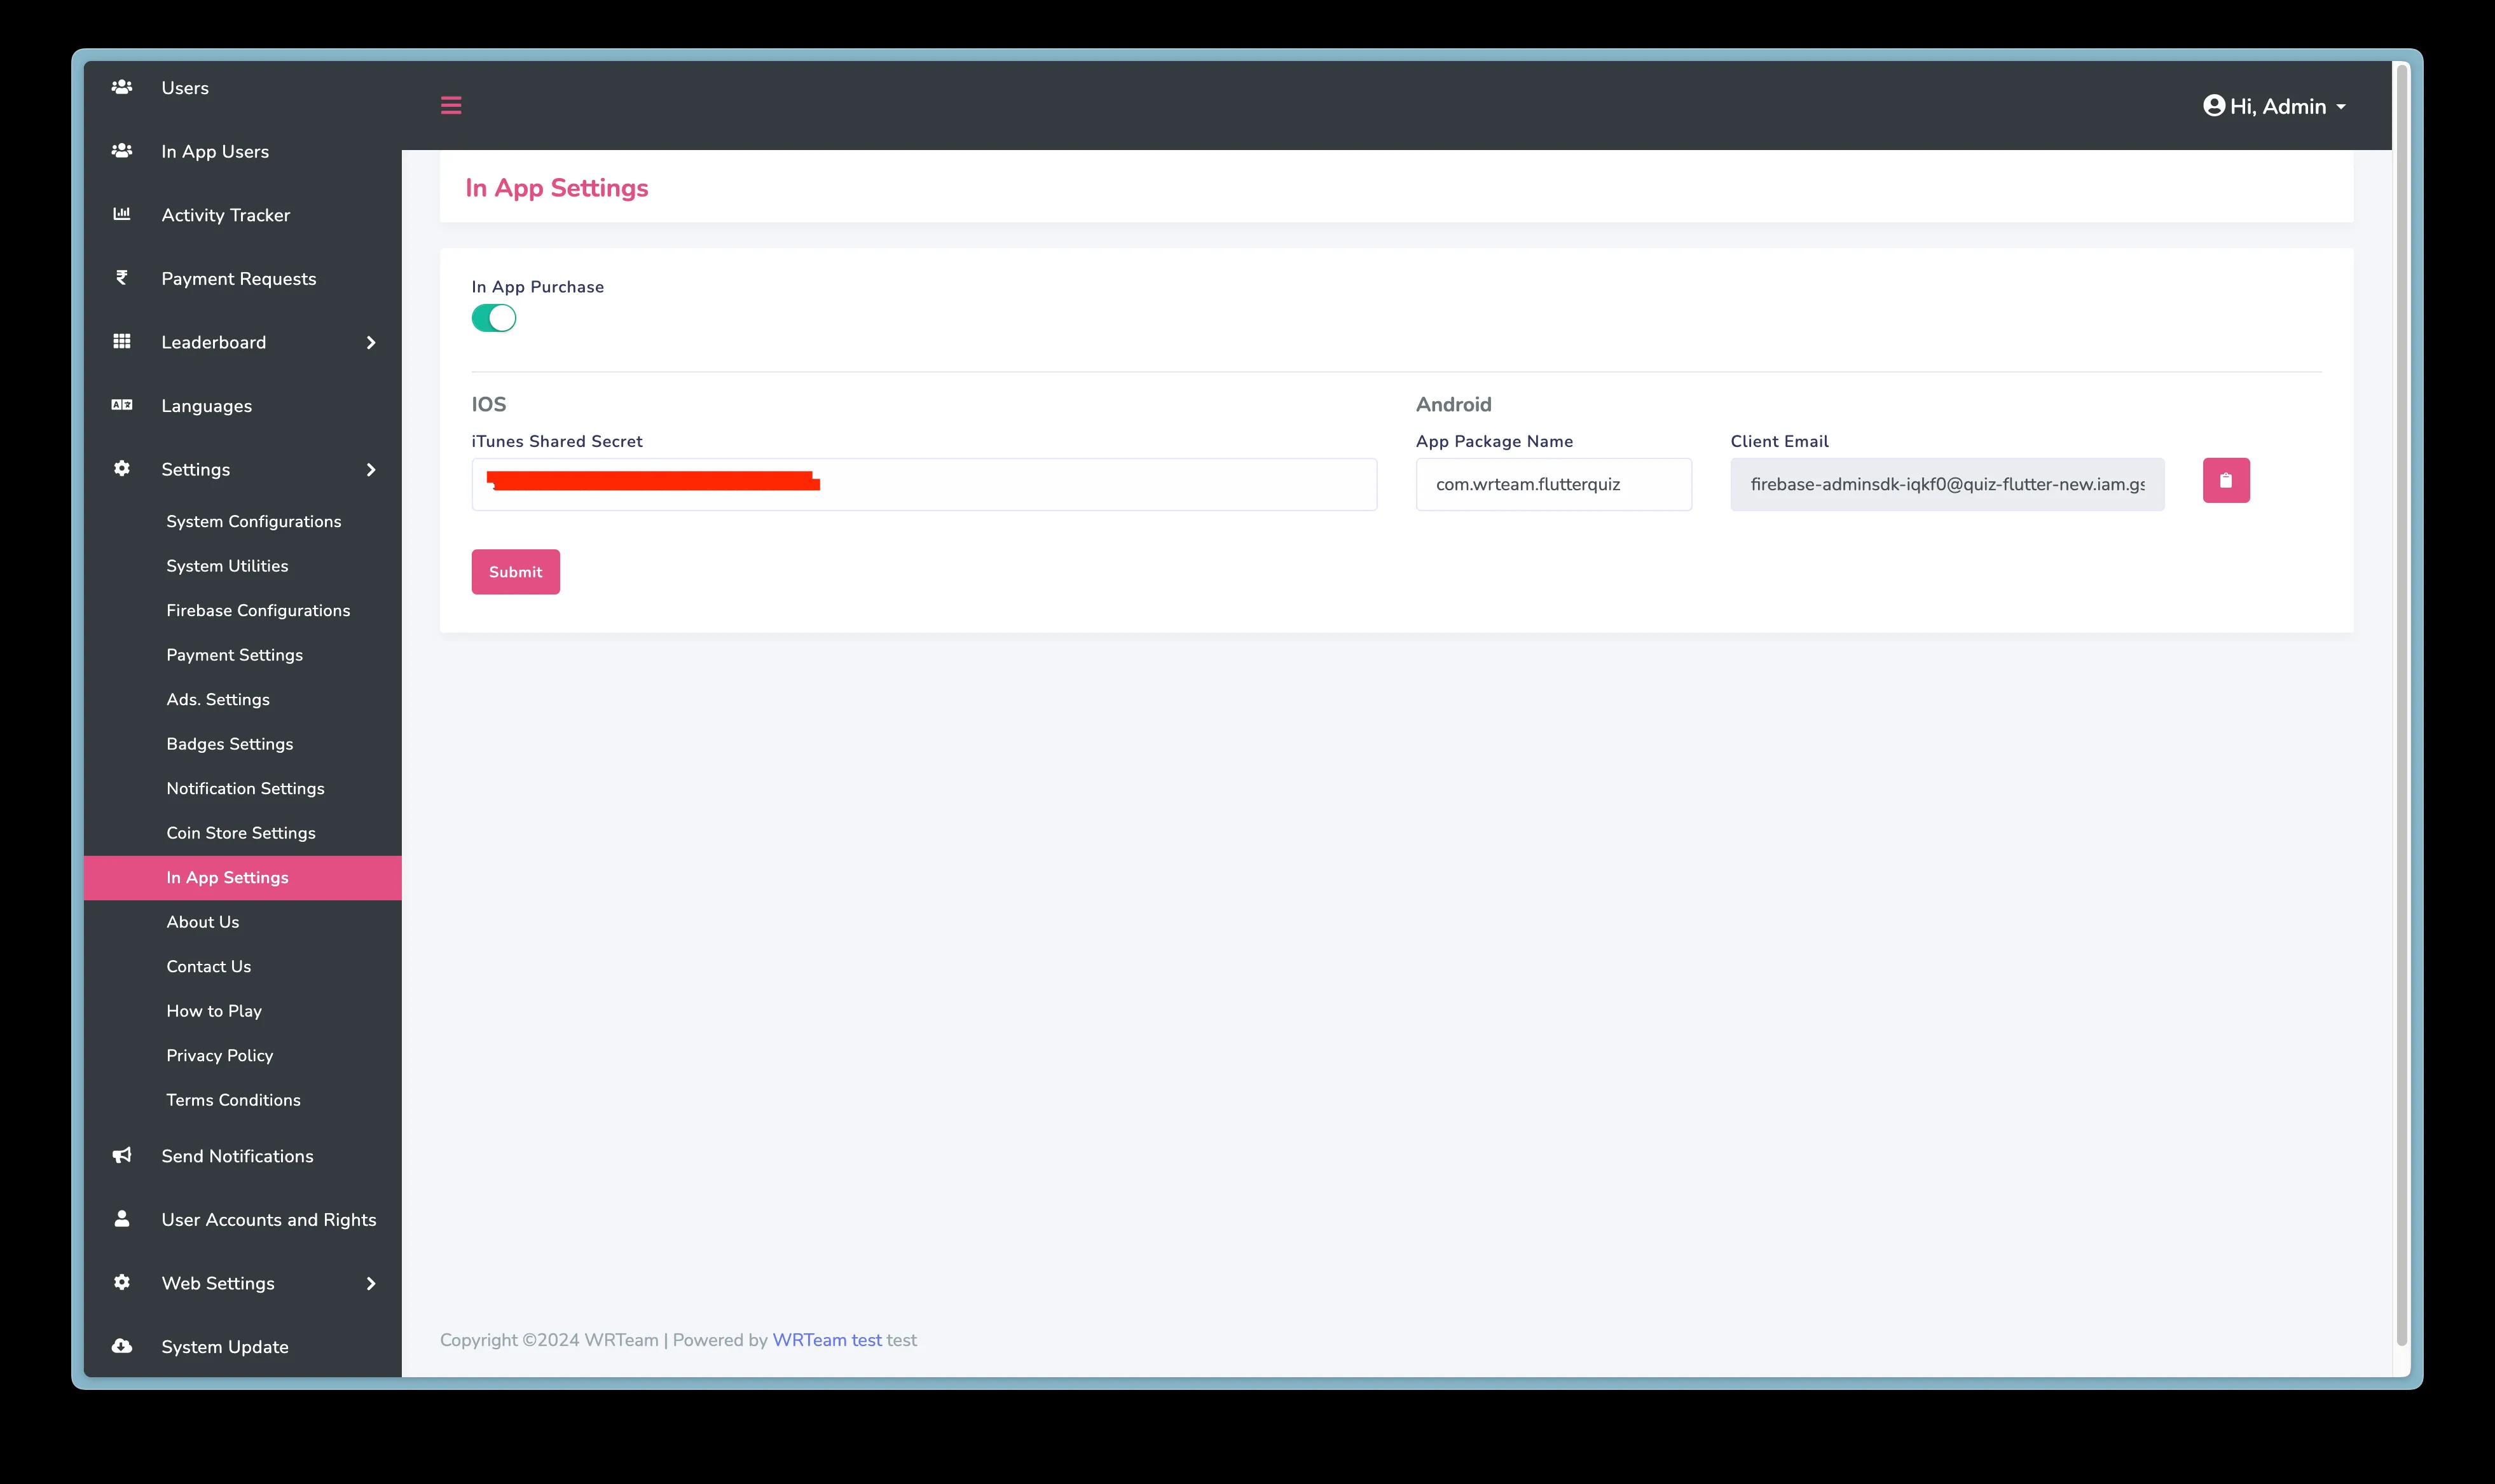 Users
In App Users
Activity Tracker
Payment Requests
Leaderboard
Languages
Settings
System Configurations
System Utilities
Firebase Configurations
Payment Settings
Ads. Settings
Badges Settings
Notification Settings
Coin Store Settings
In App Settings
About Us
Contact Us
How to Play
Privacy Policy
Terms Conditions
Send Notifications
User Accounts and Rights
Web Settings
System Update
Hi, Admin
In App Settings
In App Purchase
IOS
iTunes Shared Secret
Android
App Package Name
com.wrteam.flutterquiz
Client Email
firebase-adminsdk-iqkf0@quiz-flutter-new.iam.gs
Submit
Copyright ©2024 WRTeam | Powered by WRTeam test test